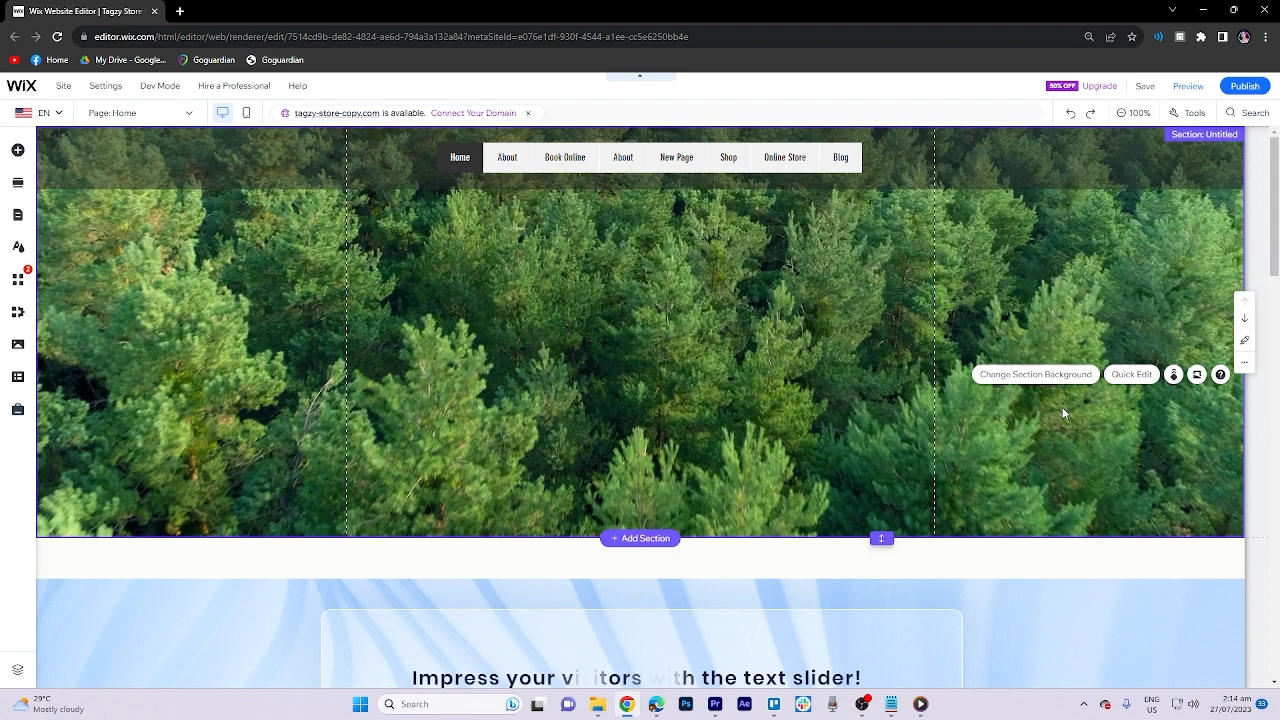 Wix Website Editor | Tagzy Store
editor.wix.com/html/editor/web/renderer/edit/7514cd9b-de82-4824-ae6d-794a3a132a84?metaSiteId=e076e1df-930f-4544-a1ee-cc5e6250bb4e
Home My Drive - Google... Goguardian Goguardian
WiX Site Settings Dev Mode Hire a Professional Help 50% OFF Upgrade Save Preview Publish
EN Page: Home tagzy-store-copy.com is available. Connect Your Domain 100% Tools Search
Section: Untitled
Home About Book Online About New Page Shop Online Store Blog
2
Change Section Background Quick Edit
+ Add Section
Impress your vi itors with the text slider!
29°C
Mostly cloudy
Search
ENG
US
2:14 am
27/07/2023
33